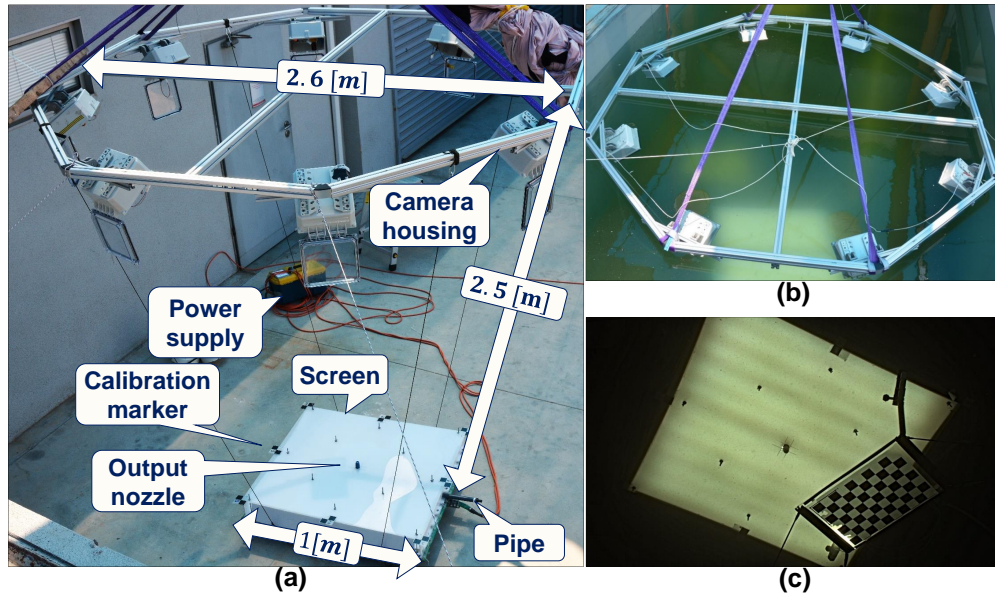 2.6 [m]
Camera
housing
2.5 [m]
Power
supply
Calibration
marker
Screen
Output
nozzle
1[m]
Pipe
(a)
(b)
(c)